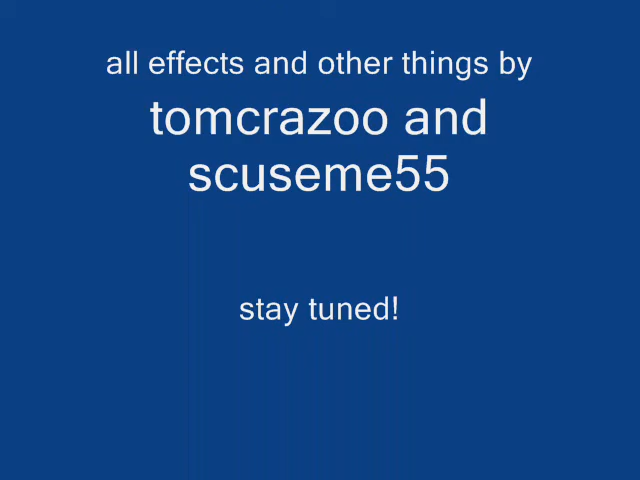 all effects and other things by
tomcrazoo and
scuseme55
stay tuned!